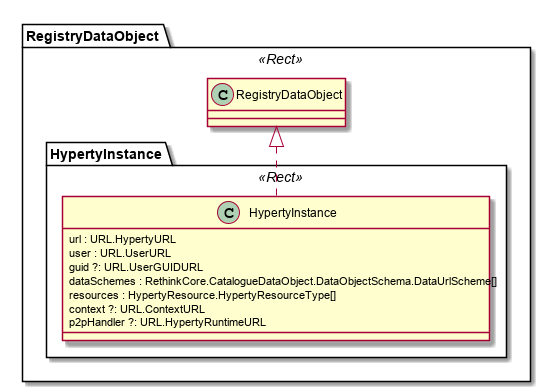 RegistryDataObject
«Rect»
C RegistryDataObject
HypertyInstance
«Rect»
C HypertyInstance
url : URL.HypertyURL
user : URL.UserURL
guid ?: URL.UserGUIDURL
dataSchemes : RethinkCore.CatalogueDataObject.DataObjectSchema.DataUrlScheme[]
resources : HypertyResource.HypertyResourceType[]
context ?: URL.ContextURL
p2pHandler ?: URL.HypertyRuntimeURL